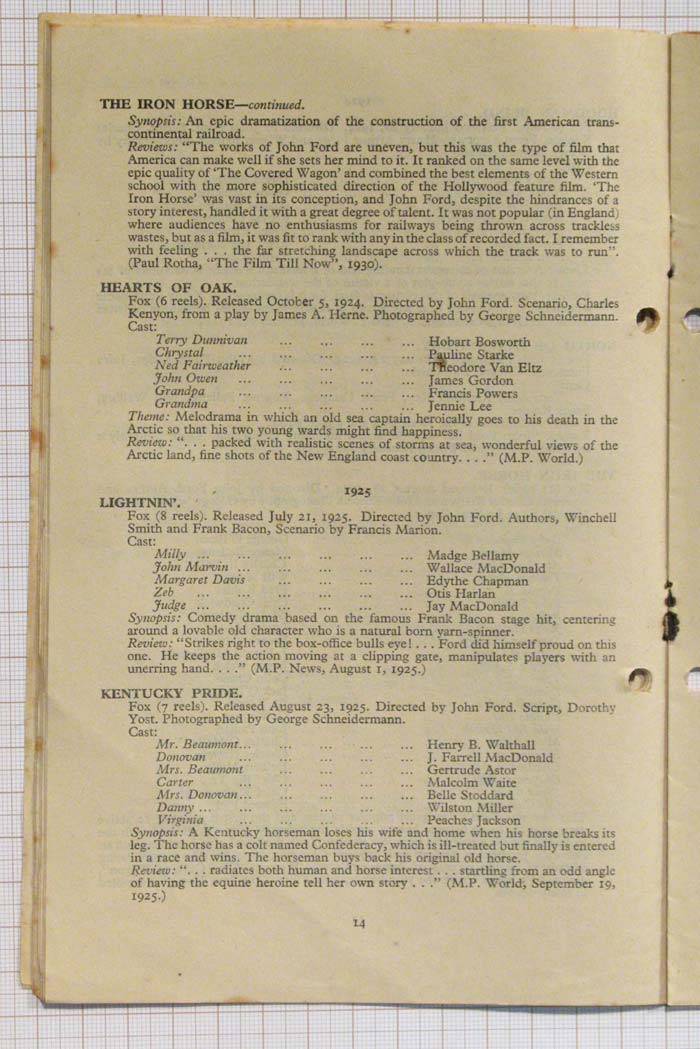 THE IRON HORSE—continued.
Synopsis: An epic dramatization of the construction of the first American trans-
continental railroad.
Reviews: "The works of John Ford are uneven, but this was the type of film that
America can make well if she sets her mind to it. It ranked on the same level with the
epic quality of 'The Covered Wagon' and combined the best elements of the Western
school with the more sophisticated direction of the Hollywood feature film. 'The
Iron Horse' was vast in its conception, and John Ford, despite the hindrances of a
story interest, handled it with a great degree of talent. It was not popular (in England)
where audiences have no enthusiasms for railways being thrown across trackless
wastes, but as a film, it was fit to rank with any in the class of recorded fact. I remember
with feeling . . . the far stretching landscape across which the track was to run".
(Paul Rotha, "The Film Till Now", 1930).
HEARTS OF OAK.
Fox (6 reels). Released October 5, 1924. Directed by John Ford. Scenario, Charles
Kenyon, from a play by James A. Herne. Photographed by George Schneidermann.
Cast:
Terry Dunnivan ... ... ... ... Hobart Bosworth
Chrystal ... ... ... ... ... Pauline Starke
Ned Fairweather ... ... ... ... Theodore Van Eltz
John Owen ... ... ... ... ... James Gordon
Grandpa ... ... ... ... ... Francis Powers
Grandma ... ... ... ... ... Jennie Lee
Theme: Melodrama in which an old sea captain heroically goes to his death in the
Arctic so that his two young wards might find happiness.
Review: ". . . packed with realistic scenes of storms at sea, wonderful views of the
Arctic land, fine shots of the New England coast country. . . ." (M.P. World.)
1925
LIGHTNIN'.
Fox (8 reels). Released July 21, 1925. Directed by John Ford. Authors, Winchell
Smith and Frank Bacon, Scenario by Francis Marion.
Cast:
Milly ... ... ... ... ... ... Madge Bellamy
John Marvin ... ... ... ... ... Wallace MacDonald
Margaret Davis ... ... ... ... Edythe Chapman
Zeb ... ... ... ... ... ... Otis Harlan
Judge ... ... ... ... ... ... Jay MacDonald
Synopsis: Comedy drama based on the famous Frank Bacon stage hit, centering
around a lovable old character who is a natural born yarn-spinner.
Review: "Strikes right to the box-office bulls eye! . . . Ford did himself proud on this
one. He keeps the action moving at a clipping gate, manipulates players with an
unerring hand. . . ." (M.P. News, August 1, 1925.)
KENTUCKY PRIDE.
Fox (7 reels). Released August 23, 1925. Directed by John Ford. Script, Dorothy
Yost. Photographed by George Schneidermann.
Cast:
Mr. Beaumont... ... ... ... ... Henry B. Walthall
Donovan ... ... ... ... ... J. Farrell MacDonald
Mrs. Beaumont ... ... ... ... Gertrude Astor
Carter ... ... ... ... ... Malcolm Waite
Mrs. Donovan... ... ... ... ... Belle Stoddard
Danny ... ... ... ... ... ... Wilston Miller
Virginia ... ... ... ... ... Peaches Jackson
Synopsis: A Kentucky horseman loses his wife and home when his horse breaks its
leg. The horse has a colt named Confederacy, which is ill-treated but finally is entered
in a race and wins. The horseman buys back his original old horse.
Review: ". . . radiates both human and horse interest . . . startling from an odd angle
of having the equine heroine tell her own story . . ." (M.P. World, September 19,
1925.)
14